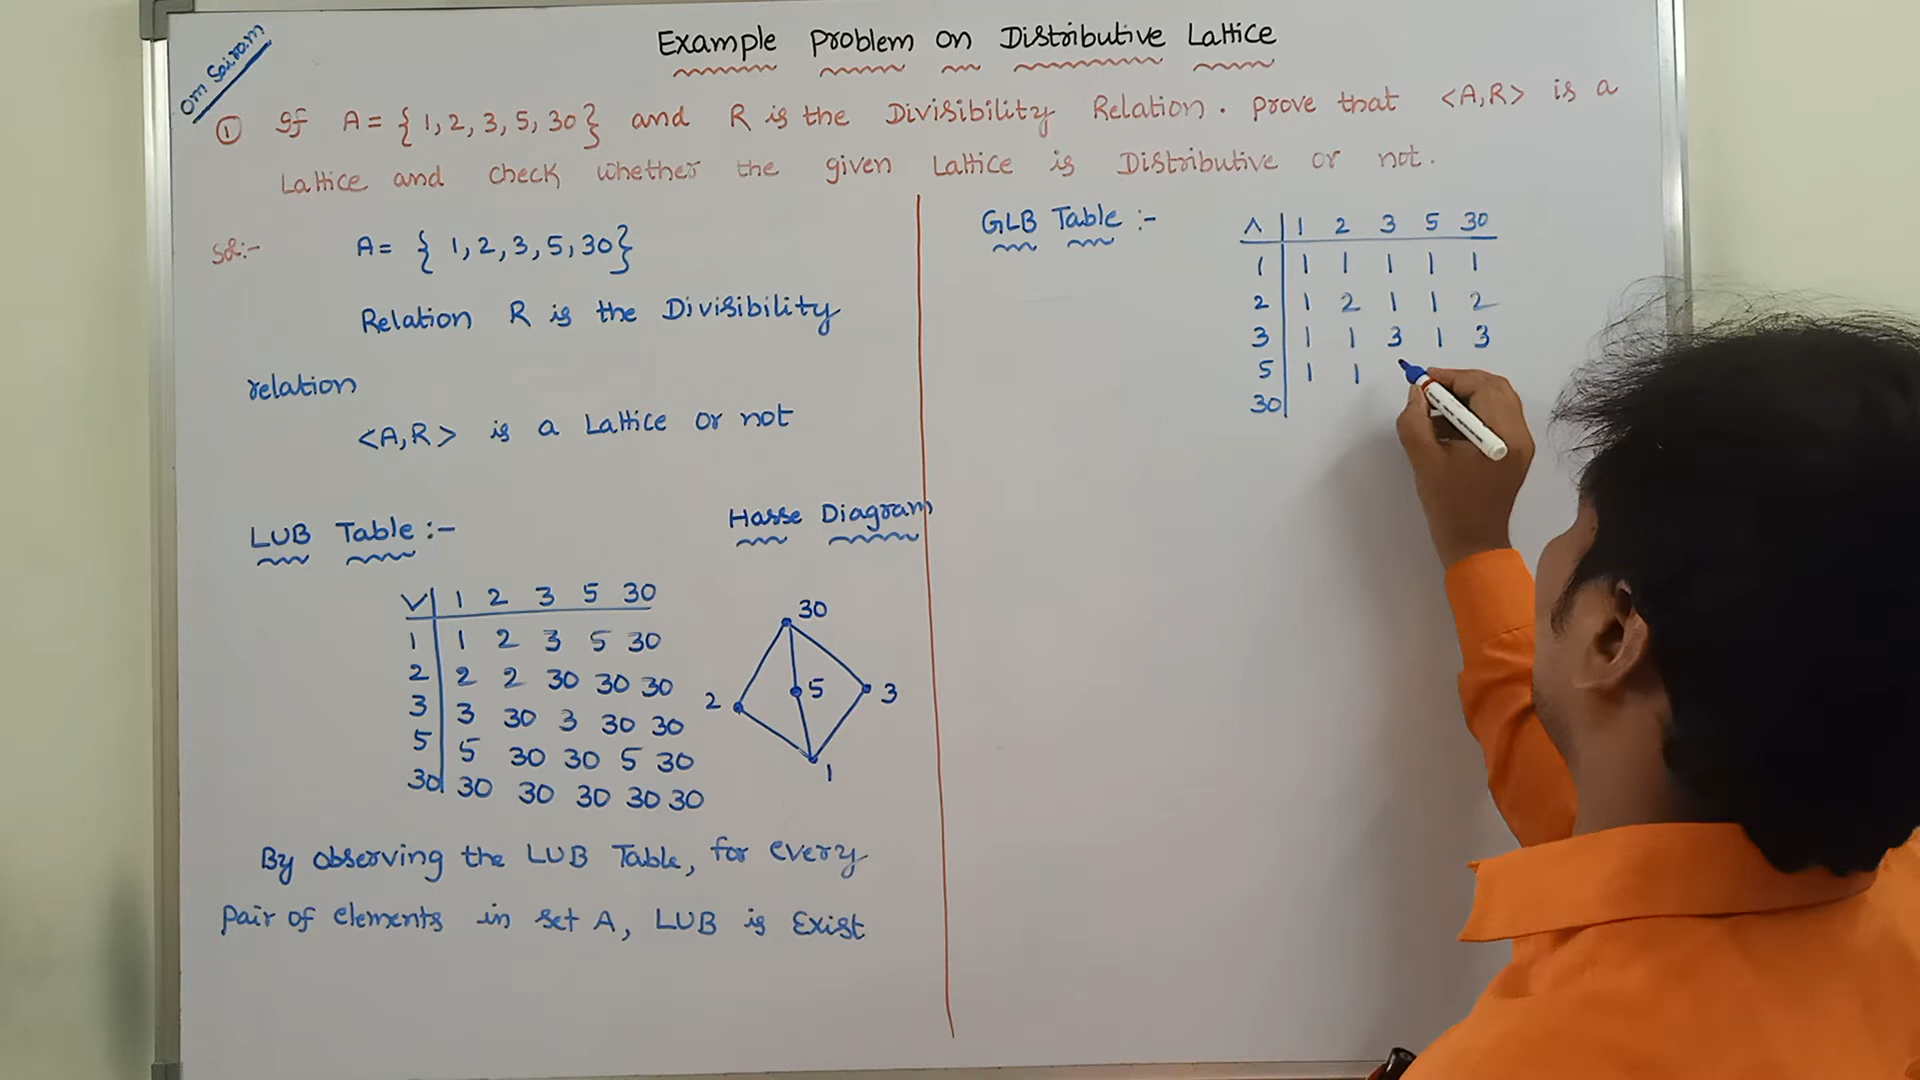 Om Sairam
Example Problem on Distributive Lattice
① If A = { 1, 2, 3, 5, 30 } and R is the Divisibility Relation. Prove that <A,R> is a
Lattice and check whether the given Lattice is Distributive or not.
Sol:-
A = { 1, 2, 3, 5, 30 }
Relation R is the Divisibility
relation
<A,R> is a Lattice or not
LUB Table :-
∨ | 1 2 3 5 30
1 | 1 2 3 5 30
2 | 2 2 30 30 30
3 | 3 30 3 30 30
5 | 5 30 30 5 30
30 | 30 30 30 30 30
Hasse Diagram
30
2
5
3
1
By observing the LUB Table, for every
pair of elements in set A, LUB is Exist
GLB Table :-
∧ | 1 2 3 5 30
1 | 1 1 1 1 1
2 | 1 2 1 1 2
3 | 1 1 3 1 3
5 | 1 1
30 |